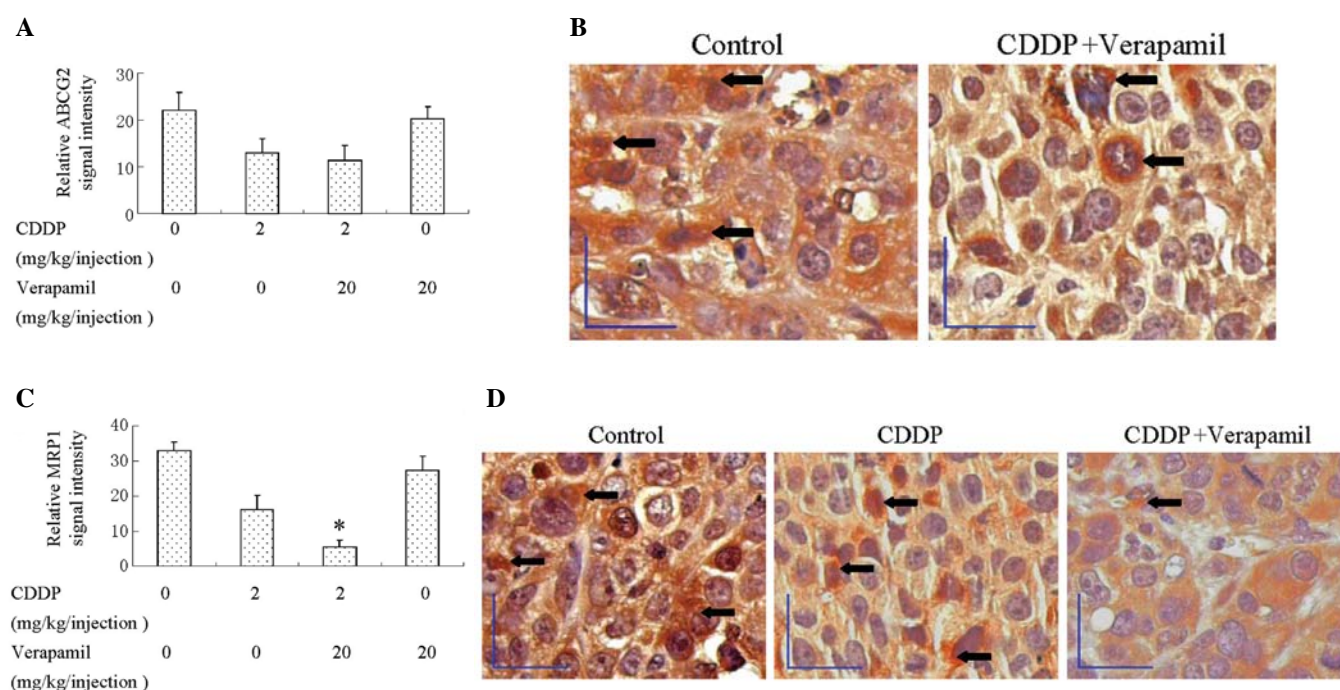 A
Relative ABCG2
signal intensity
30
20
10
0
CDDP 0 2 2 0
(mg/kg/injection )
Verapamil 0 0 20 20
(mg/kg/injection )
B
Control CDDP+Verapamil
C
Relative MRP1
signal intensity
40
30
20
10
0
*
CDDP 0 2 2 0
(mg/kg/injection )
Verapamil 0 0 20 20
(mg/kg/injection )
D
Control CDDP CDDP+Verapamil